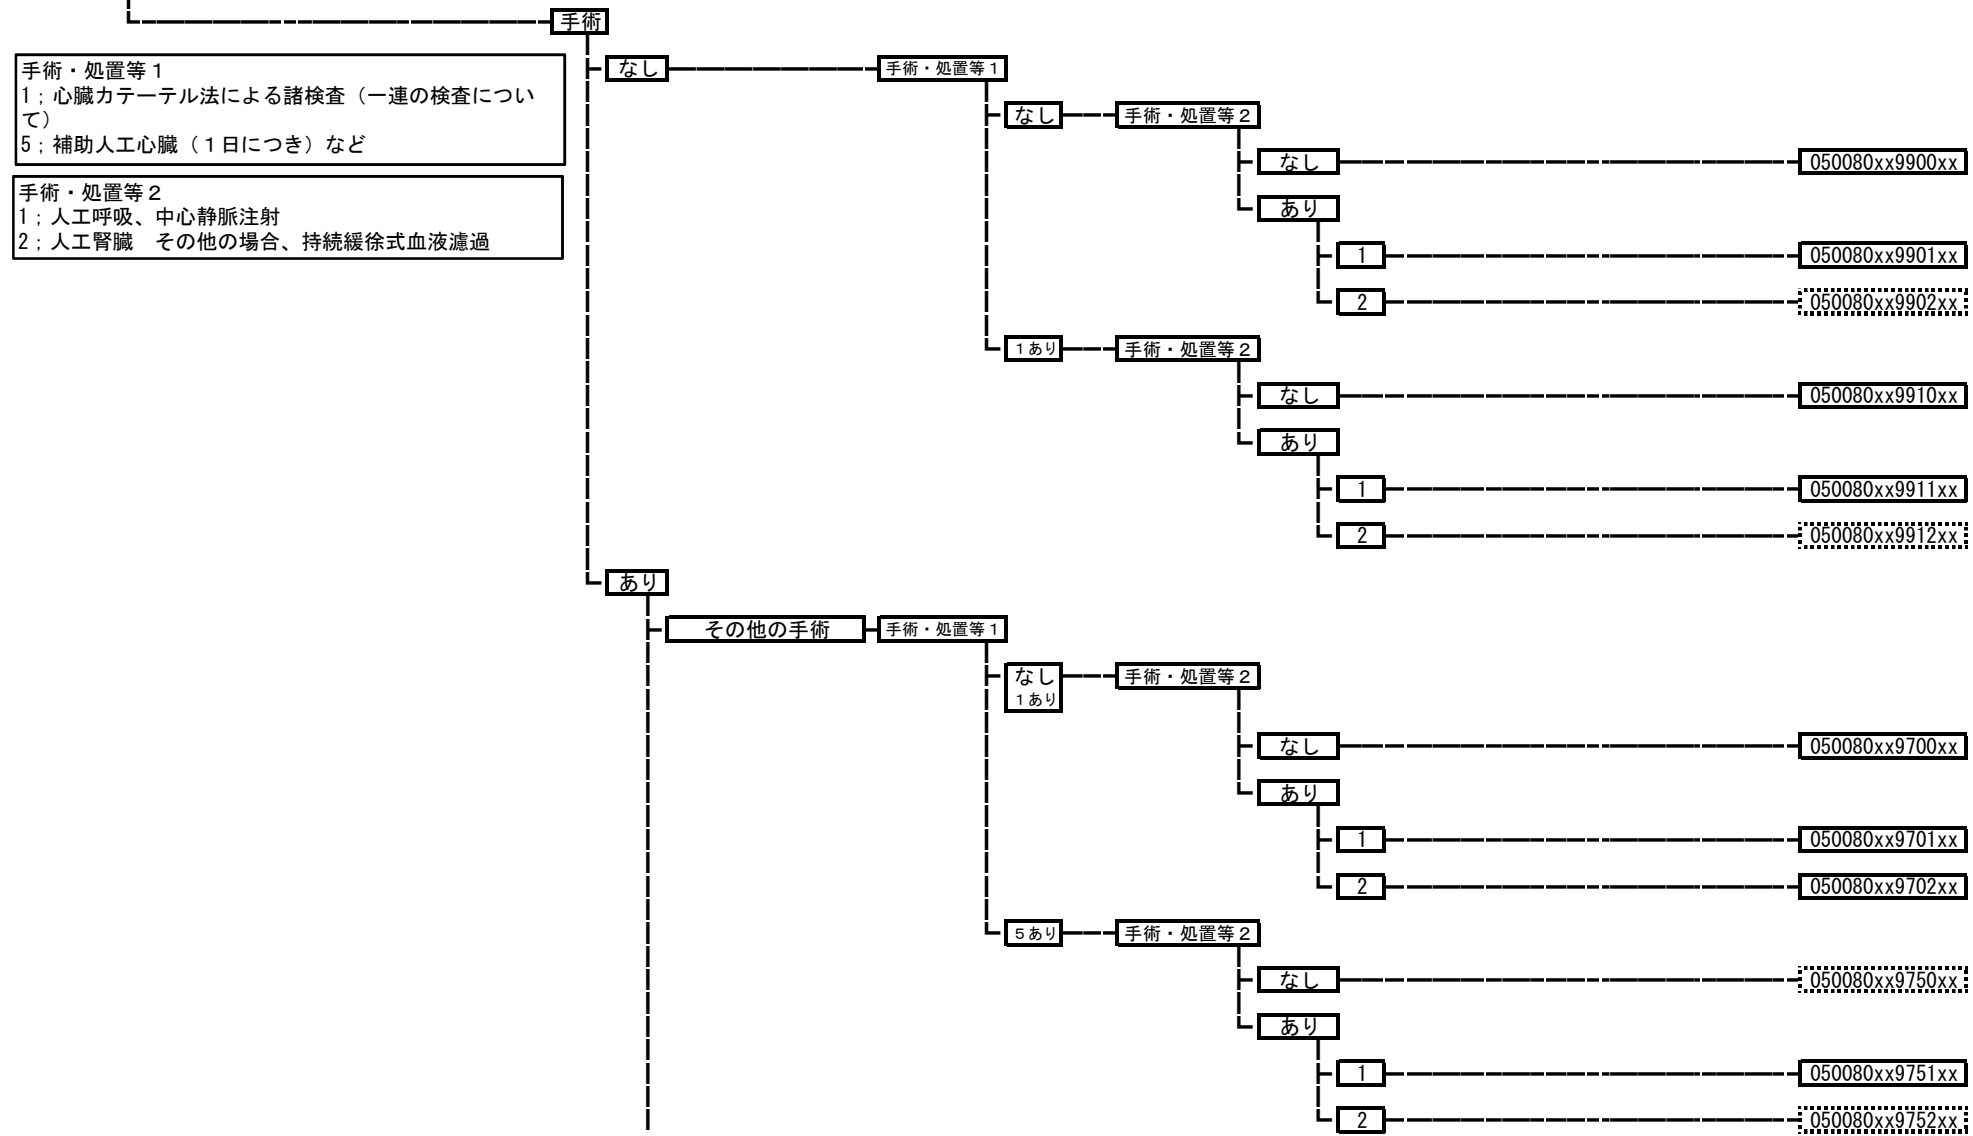 手術
手術・処置等１
1；心臓カテーテル法による諸検査（一連の検査につい
て）
5；補助人工心臓（１日につき）など
手術・処置等２
1；人工呼吸、中心静脈注射
2；人工腎臓　その他の場合、持続緩徐式血液濾過
なし
手術・処置等１
なし
手術・処置等２
なし
050080xx9900xx
あり
1
050080xx9901xx
2
050080xx9902xx
１あり
手術・処置等２
なし
050080xx9910xx
あり
1
050080xx9911xx
2
050080xx9912xx
あり
その他の手術
手術・処置等１
なし
１あり
手術・処置等２
なし
050080xx9700xx
あり
1
050080xx9701xx
2
050080xx9702xx
５あり
手術・処置等２
なし
050080xx9750xx
あり
1
050080xx9751xx
2
050080xx9752xx